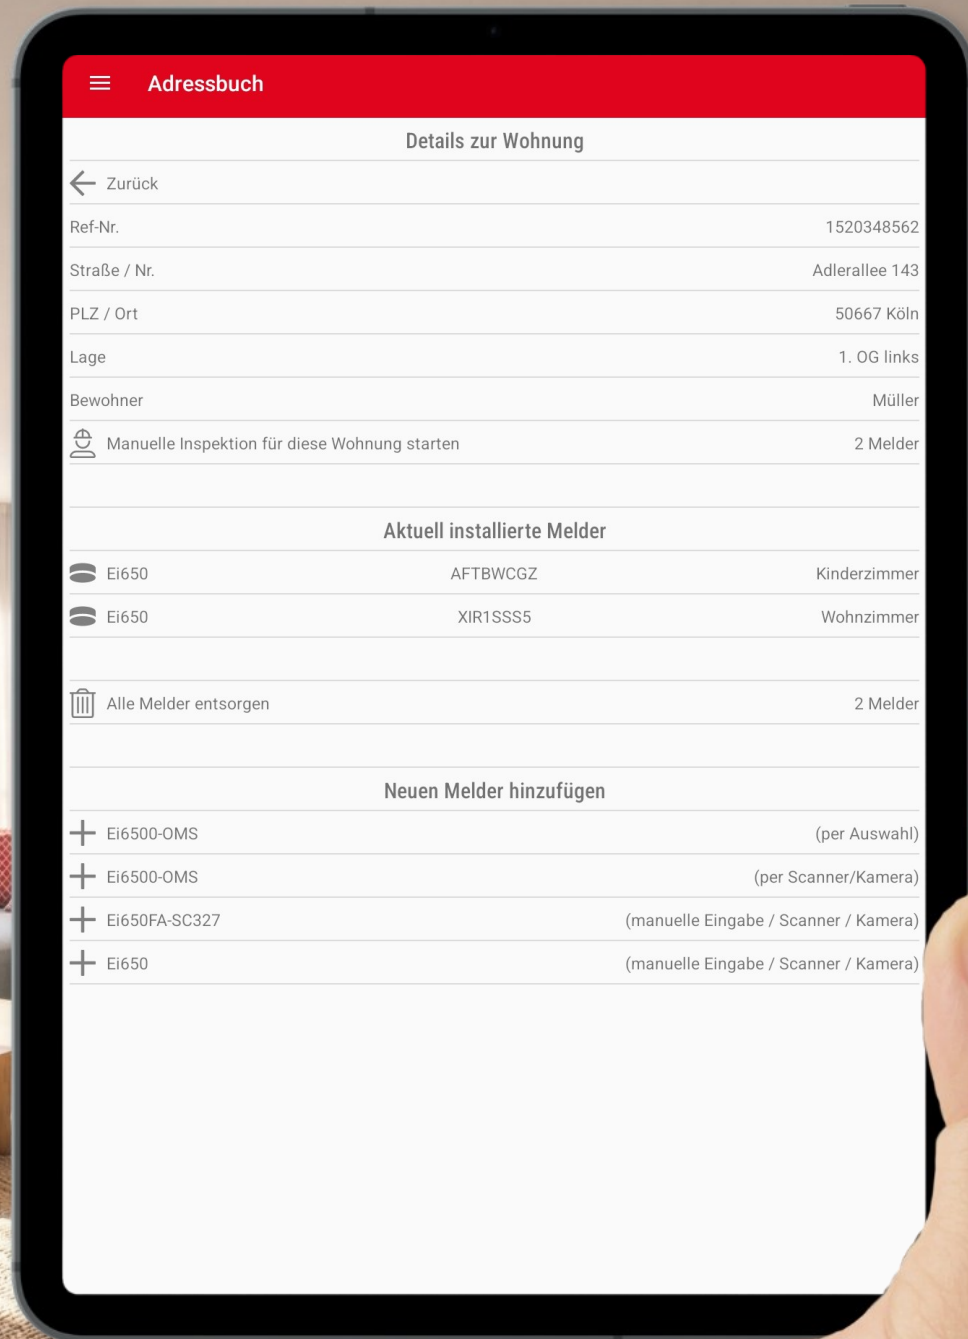 Adressbuch
Details zur Wohnung
Zurück
Ref-Nr. 1520348562
Straße / Nr. Adlerallee 143
PLZ / Ort 50667 Köln
Lage 1. OG links
Bewohner Müller
Manuelle Inspektion für diese Wohnung starten 2 Melder
Aktuell installierte Melder
Ei650 AFTBWCGZ Kinderzimmer
Ei650 XIR1SSS5 Wohnzimmer
Alle Melder entsorgen 2 Melder
Neuen Melder hinzufügen
Ei6500-OMS (per Auswahl)
Ei6500-OMS (per Scanner/Kamera)
Ei650FA-SC327 (manuelle Eingabe / Scanner / Kamera)
Ei650 (manuelle Eingabe / Scanner / Kamera)